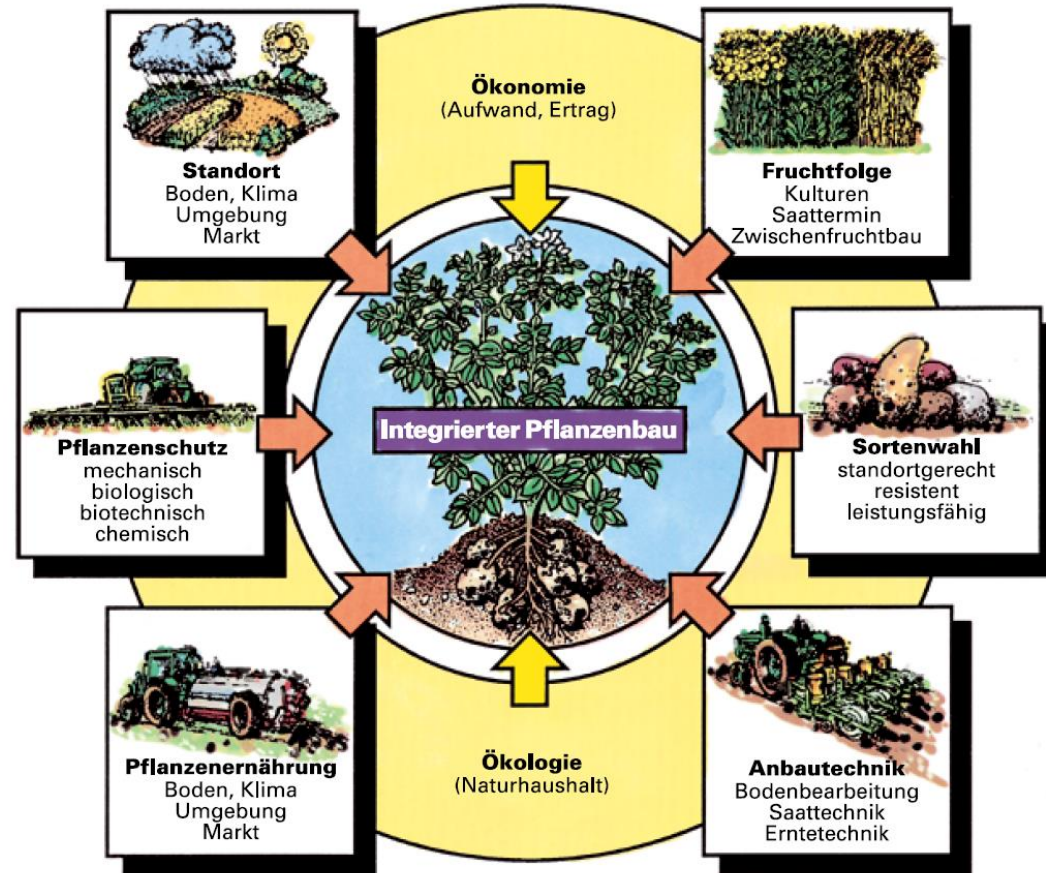 Ökonomie
(Aufwand, Ertrag)
Standort
Boden, Klima
Umgebung
Markt
Fruchtfolge
Kulturen
Saattermin
Zwischenfruchtbau
Pflanzenschutz
mechanisch
biologisch
biotechnisch
chemisch
Integrierter Pflanzenbau
Sortenwahl
standortgerecht
resistent
leistungsfähig
Pflanzenernährung
Boden, Klima
Umgebung
Markt
Ökologie
(Naturhaushalt)
Anbautechnik
Bodenbearbeitung
Saattechnik
Erntetechnik